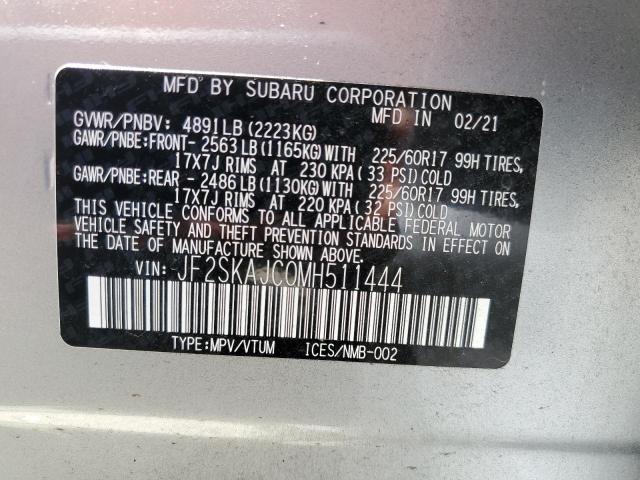 MFD BY SUBARU CORPORATION
GVWR/PNBV: 4891LB (2223KG) MFD IN 02/21
GAWR/PNBE:FRONT- 2563LB(1165KG)WITH 225/60R17 99H TIRES,
17X7J RIMS AT 230 KPA(33 PSI)COLD
GAWR/PNBE:REAR - 2486LB(1130KG)WITH 225/60R17 99H TIRES,
17X7J RIMS AT 220 KPA(32 PSI)COLD
THIS VEHICLE CONFORMS TO ALL APPLICABLE FEDERAL MOTOR
VEHICLE SAFETY AND THEFT PREVENTION STANDARDS IN EFFECT ON
THE DATE OF MANUFACTURE SHOWN ABOVE.
VIN: JF2SKAJC0MH511444
TYPE:MPV/VTUM ICES/NMB-002